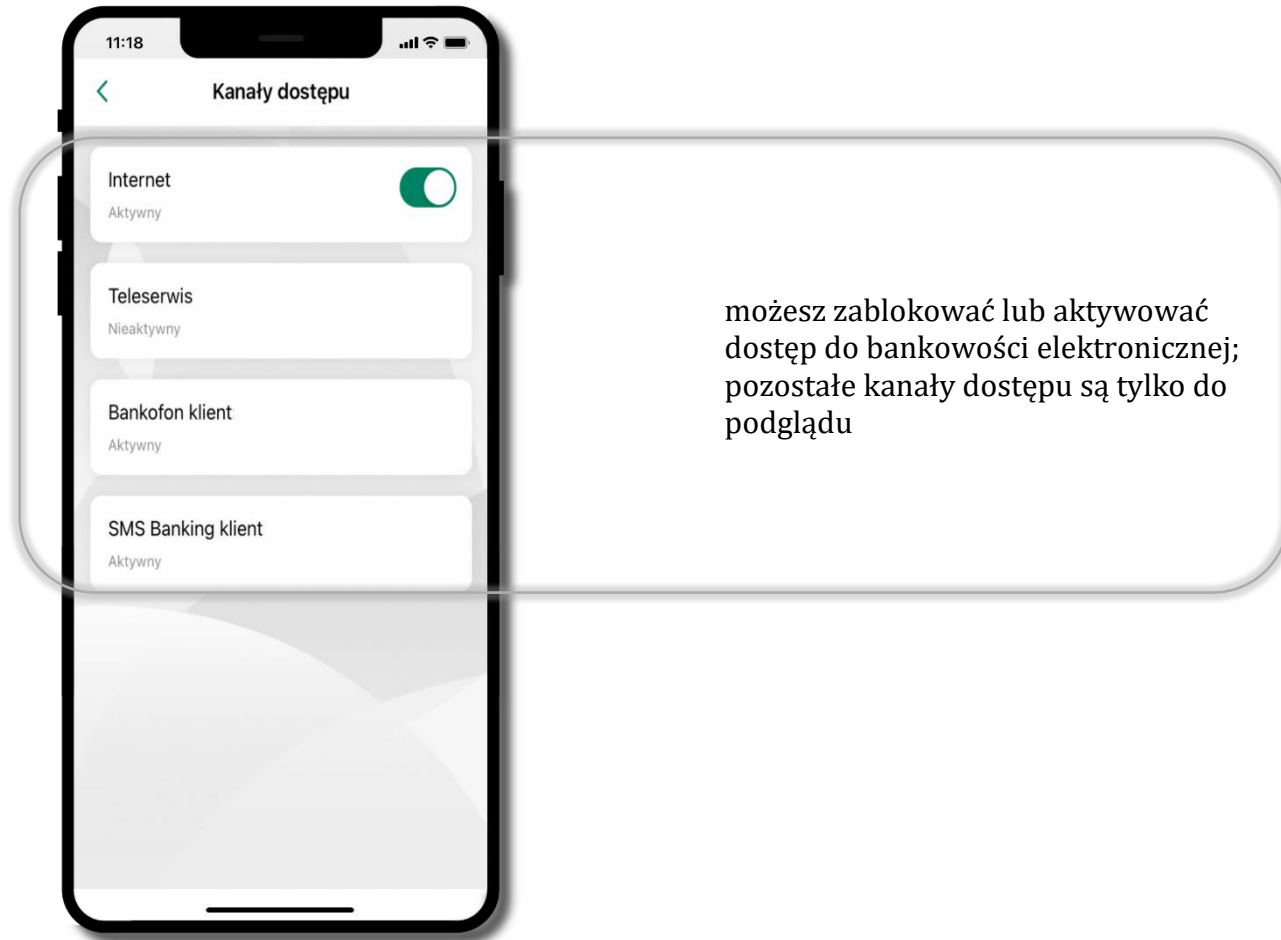 11:18
Kanały dostępu
Internet
Aktywny
Teleserwis
Nieaktywny
Bankofon klient
Aktywny
SMS Banking klient
Aktywny
możesz zablokować lub aktywować
dostęp do bankowości elektronicznej;
pozostałe kanały dostępu są tylko do
podglądu